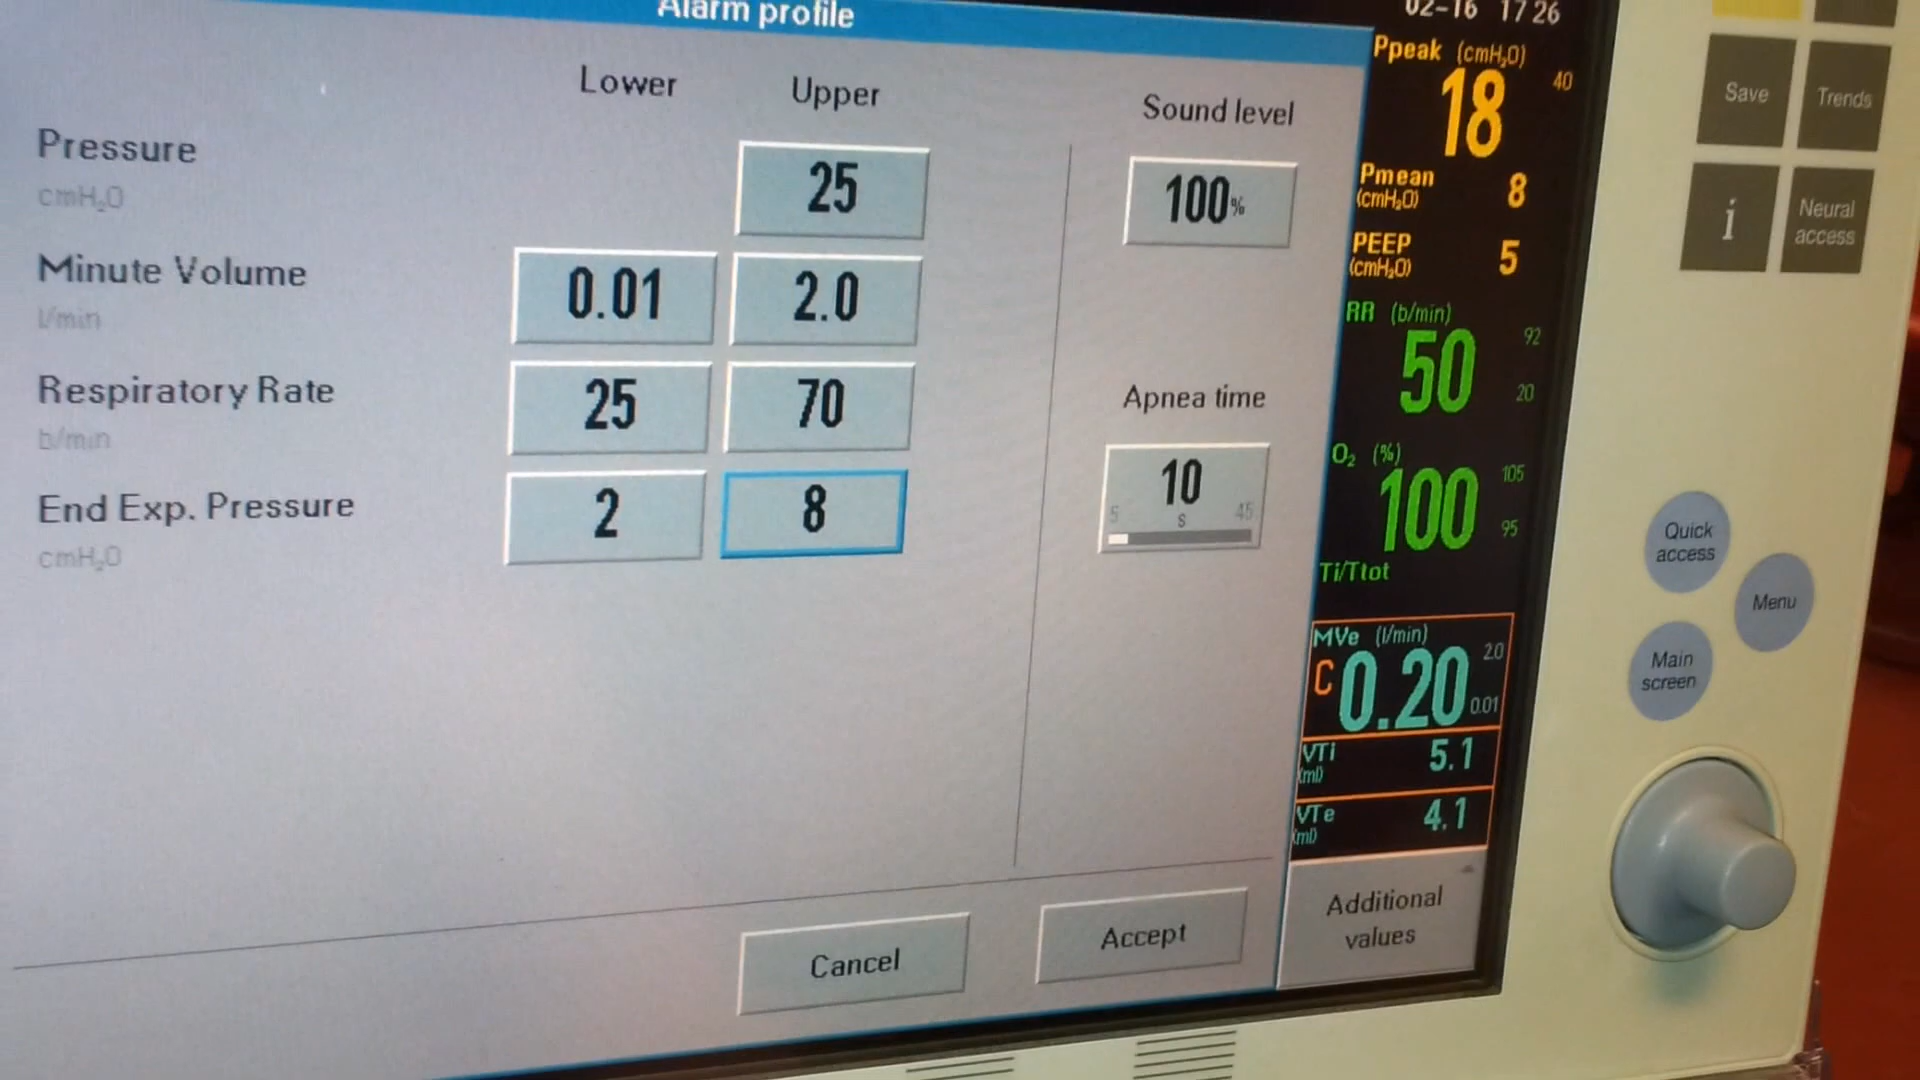 Alarm profile
Lower
Upper
Sound level
Pressure
cmH₂O
25
100%
Minute Volume
l/min
0.01
2.0
Respiratory Rate
b/min
25
70
Apnea time
10
5
s
45
End Exp. Pressure
cmH₂O
2
8
Cancel
Accept
02-16 17 26
Ppeak (cmH₂O)
18
40
Pmean
(cmH₂O)
8
PEEP
(cmH₂O)
5
RR (b/min)
50
92
20
O₂ (%)
100
105
95
Ti/Ttot
MVe (l/min)
C
0.20
2.0
0.01
VTi
(ml)
5.1
VTe
(ml)
4.1
Additional
values
Save
Trends
i
Neural
access
Quick
access
Menu
Main
screen